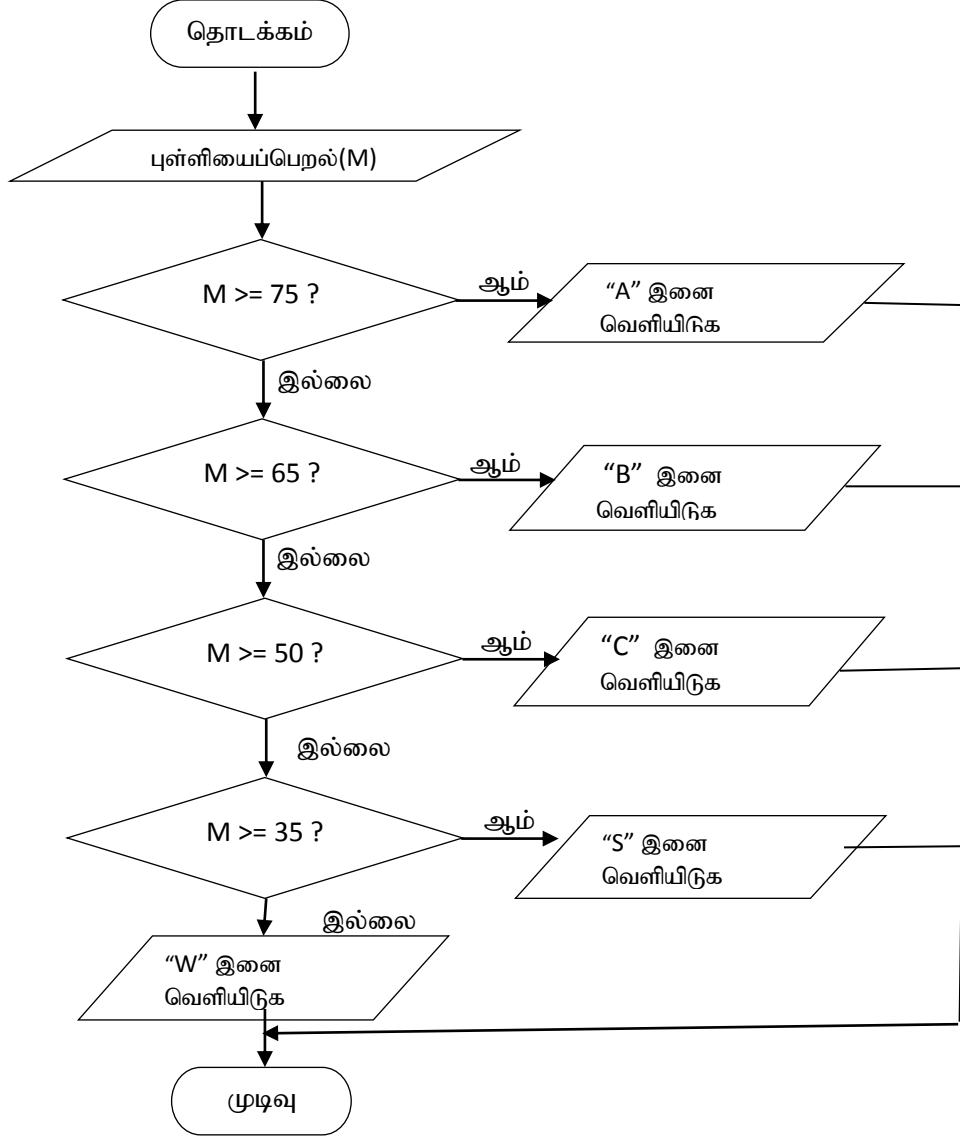 தொடக்கம்
புள்ளியைப்பெறல்(M)
M >= 75 ?
ஆம்
“A” இனை
வெளியிடுக
இல்லை
M >= 65 ?
ஆம்
“B” இனை
வெளியிடுக
இல்லை
M >= 50 ?
ஆம்
“C” இனை
வெளியிடுக
இல்லை
M >= 35 ?
ஆம்
“S” இனை
வெளியிடுக
இல்லை
“W” இனை
வெளியிடுக
முடிவு